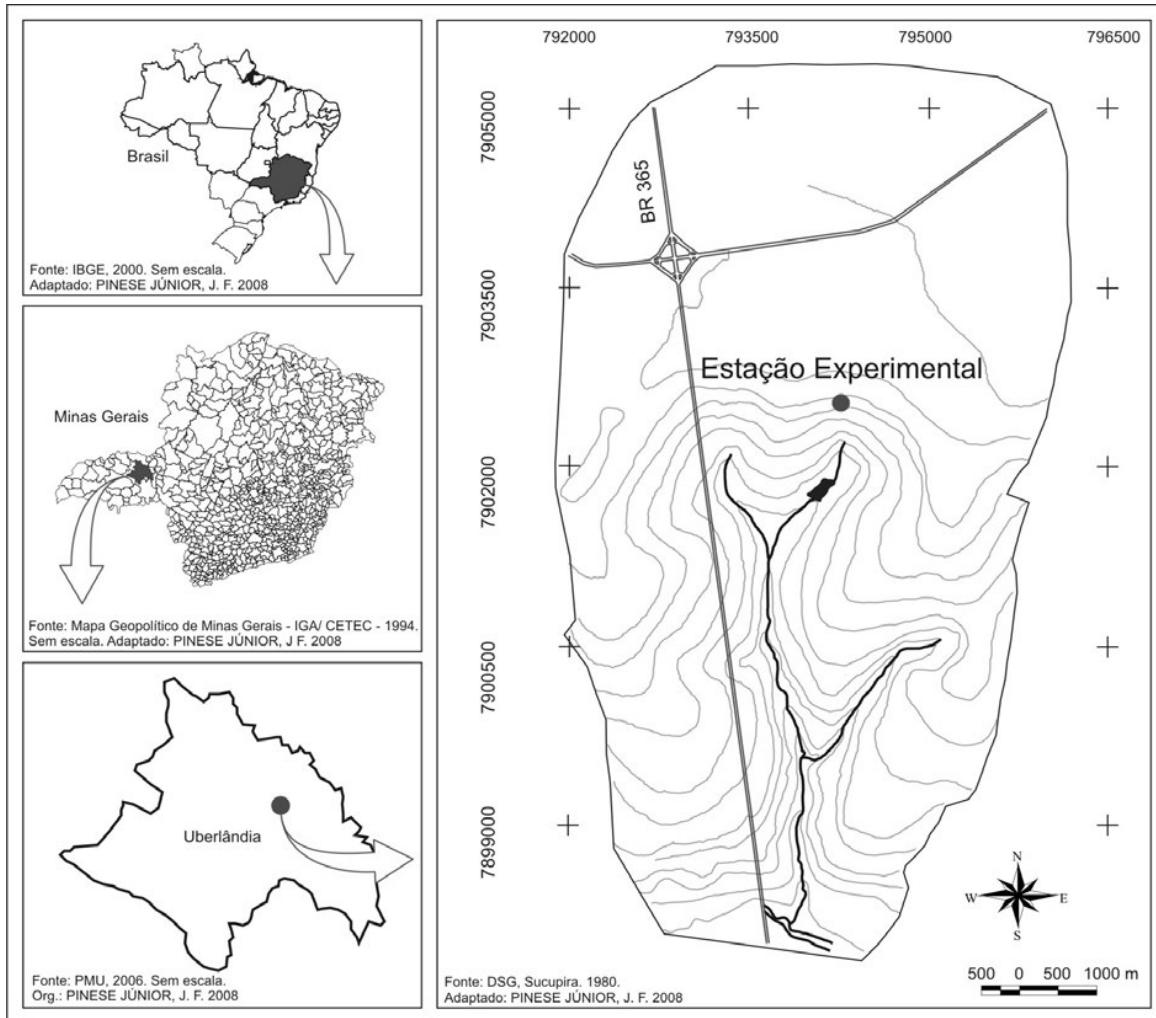 Brasil
Fonte: IBGE, 2000. Sem escala.
Adaptado: PINESE JÚNIOR, J. F. 2008
Minas Gerais
Fonte: Mapa Geopolítico de Minas Gerais - IGA/ CETEC - 1994.
Sem escala. Adaptado: PINESE JÚNIOR, J F. 2008
Uberlândia
Fonte: PMU, 2006. Sem escala.
Org.: PINESE JÚNIOR, J. F. 2008
792000 793500 795000 796500
7905000
BR 365
7903500
Estação Experimental
7902000
7900500
7899000
N
W E
S
500 0 500 1000 m
Fonte: DSG, Sucupira. 1980.
Adaptado: PINESE JÚNIOR, J. F. 2008